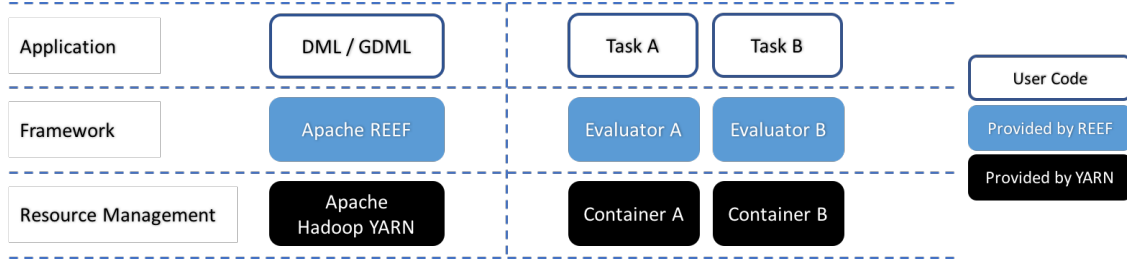 Application
DML / GDML
Task A
Task B
User Code
Framework
Apache REEF
Evaluator A
Evaluator B
Provided by REEF
Provided by YARN
Resource Management
Apache
Hadoop YARN
Container A
Container B